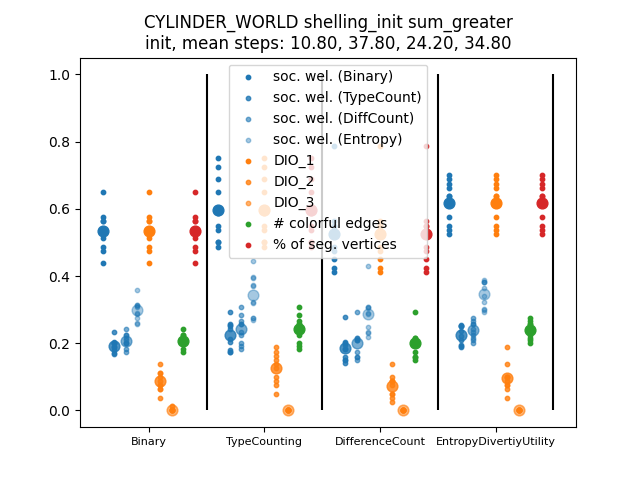 CYLINDER_WORLD shelling_init sum_greater
init, mean steps: 10.80, 37.80, 24.20, 34.80
1.0
0.8
0.6
0.4
0.2
0.0
soc. wel. (Binary)
soc. wel. (TypeCount)
soc. wel. (DiffCount)
soc. wel. (Entropy)
DIO_1
DIO_2
DIO_3
# colorful edges
% of seg. vertices
Binary
TypeCounting
DifferenceCount
EntropyDivertiyUtility